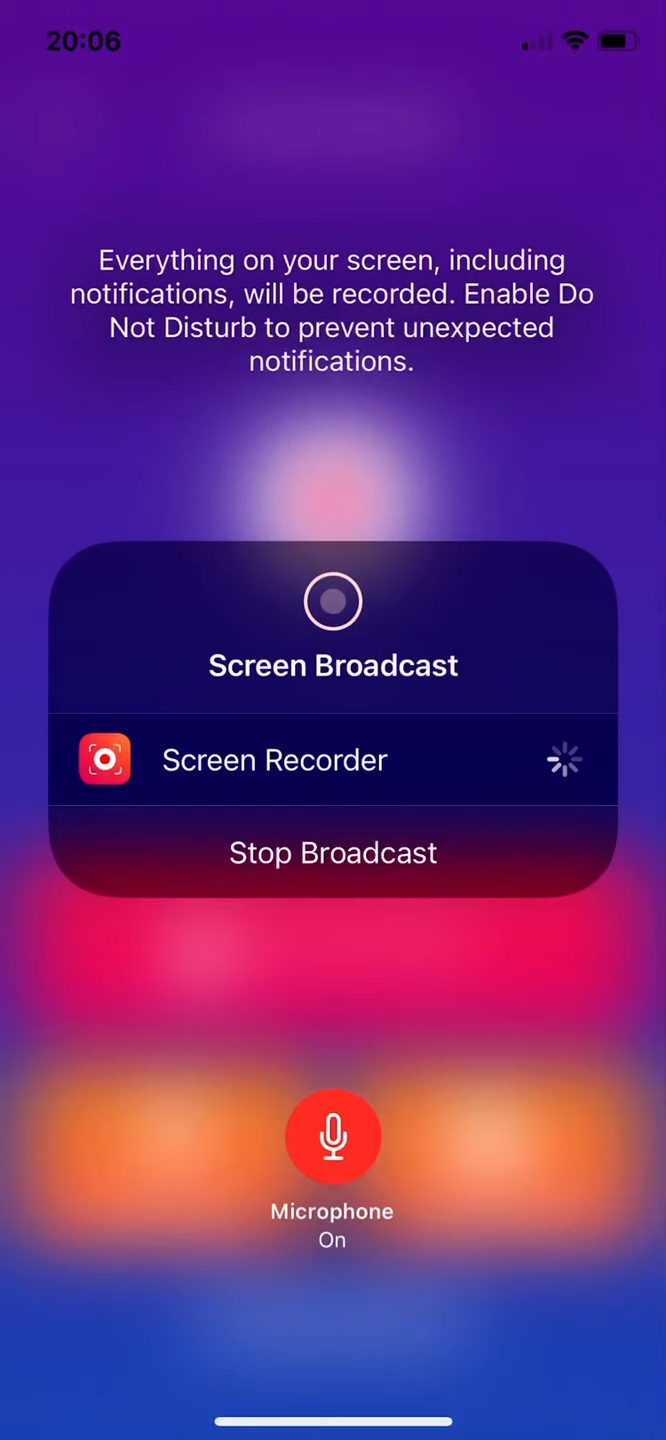 20:06
Everything on your screen, including
notifications, will be recorded. Enable Do
Not Disturb to prevent unexpected
notifications.
Screen Broadcast
Screen Recorder
Stop Broadcast
Microphone
On